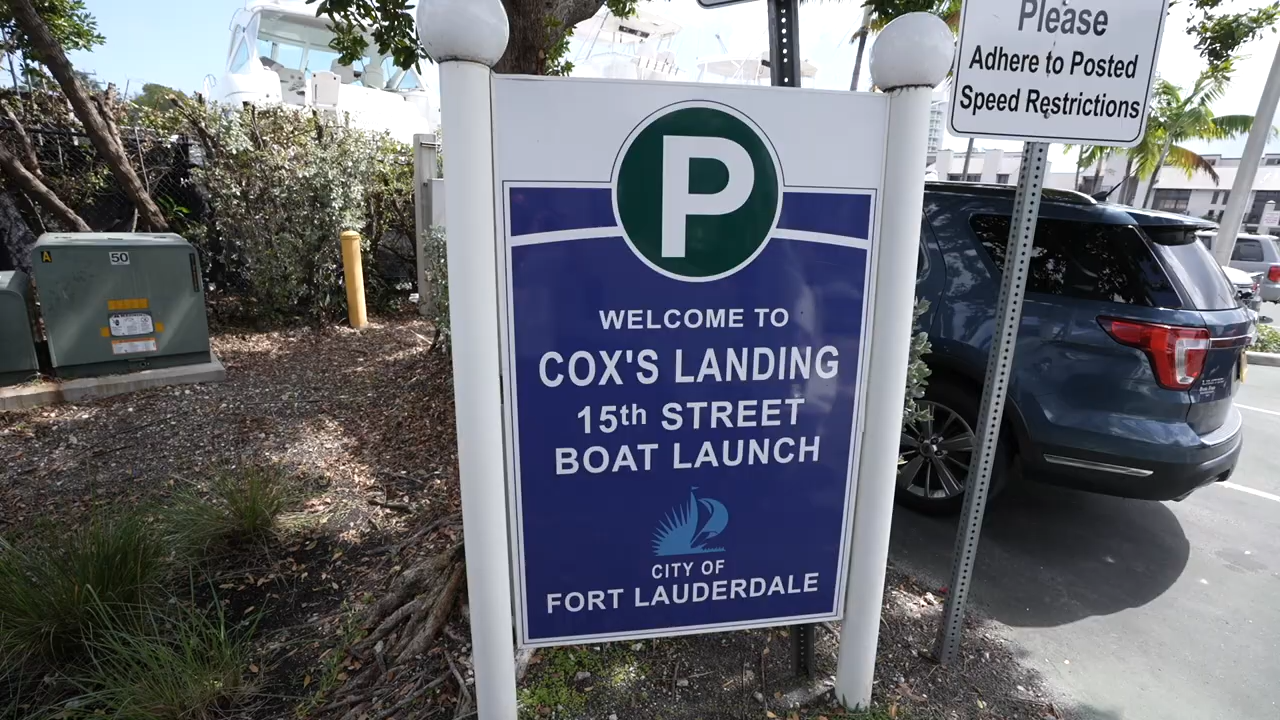 Please
Adhere to Posted
Speed Restrictions
A
50
P
WELCOME TO
COX'S LANDING
15th STREET
BOAT LAUNCH
CITY OF
FORT LAUDERDALE